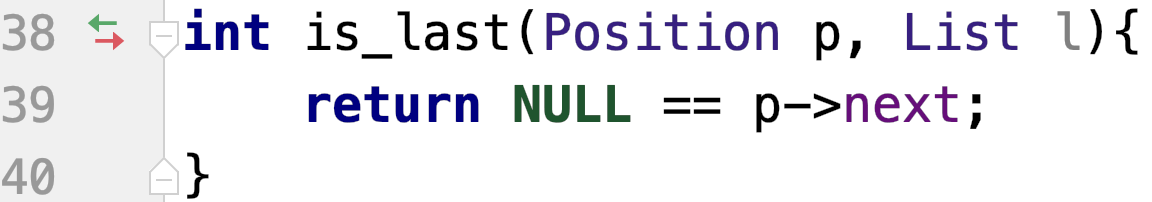 38 int is_last(Position p, List l){
39     return NULL == p->next;
40 }